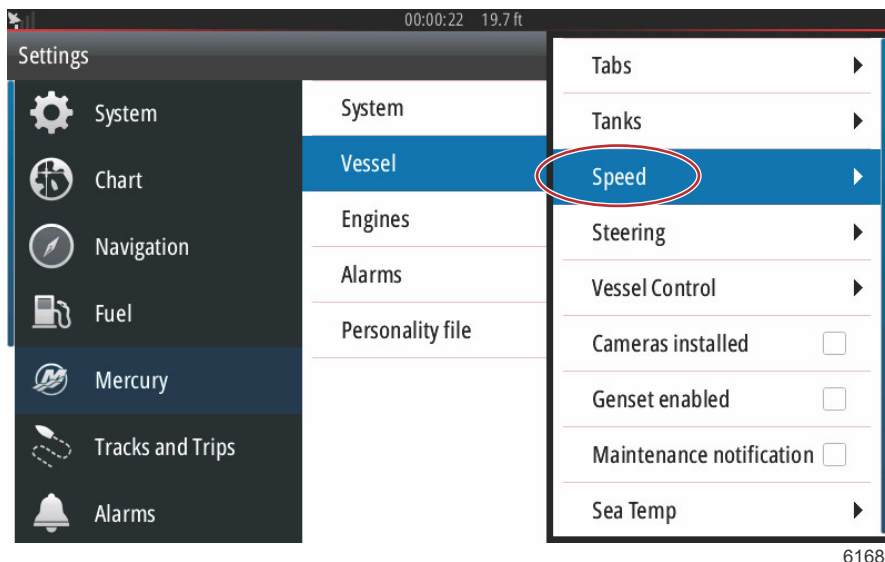 00:00:22 19.7 ft
Settings
System
Chart
Navigation
Fuel
Mercury
Tracks and Trips
Alarms
System
Vessel
Engines
Alarms
Personality file
Tabs
Tanks
Speed
Steering
Vessel Control
Cameras installed
Genset enabled
Maintenance notification
Sea Temp
6168